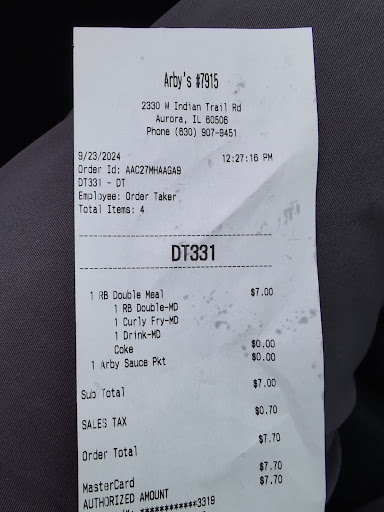 Arby's #7915
2330 W Indian Trail Rd
Aurora, IL 60506
Phone (630) 907-9451
9/23/2024 12:27:16 PM
Order Id: AAC27MHAAGA9
DT331 - DT
Employee: Order Taker
Total Items: 4
DT331
1 RB Double Meal $7.00
1 RB Double-MD
1 Curly Fry-MD
1 Drink-MD
Coke $0.00
1 Arby Sauce Pkt $0.00
Sub Total $7.00
SALES TAX $0.70
Order Total $7.70
MasterCard $7.70
AUTHORIZED AMOUNT $7.70
************3319